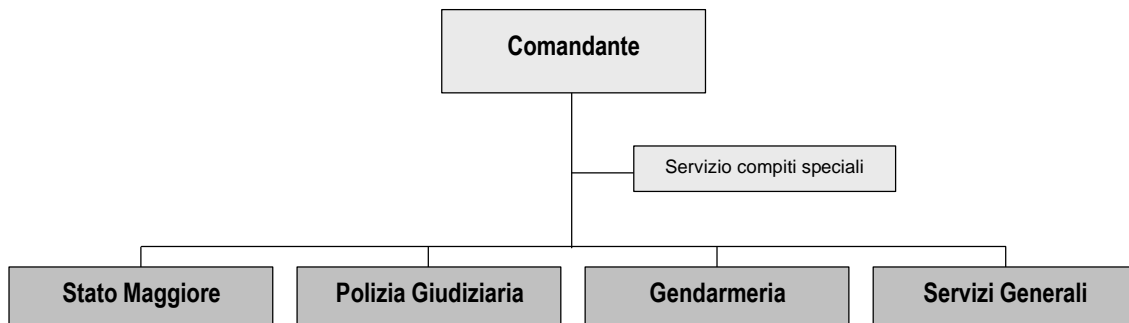 Comandante
Servizio compiti speciali
Stato Maggiore
Polizia Giudiziaria
Gendarmeria
Servizi Generali